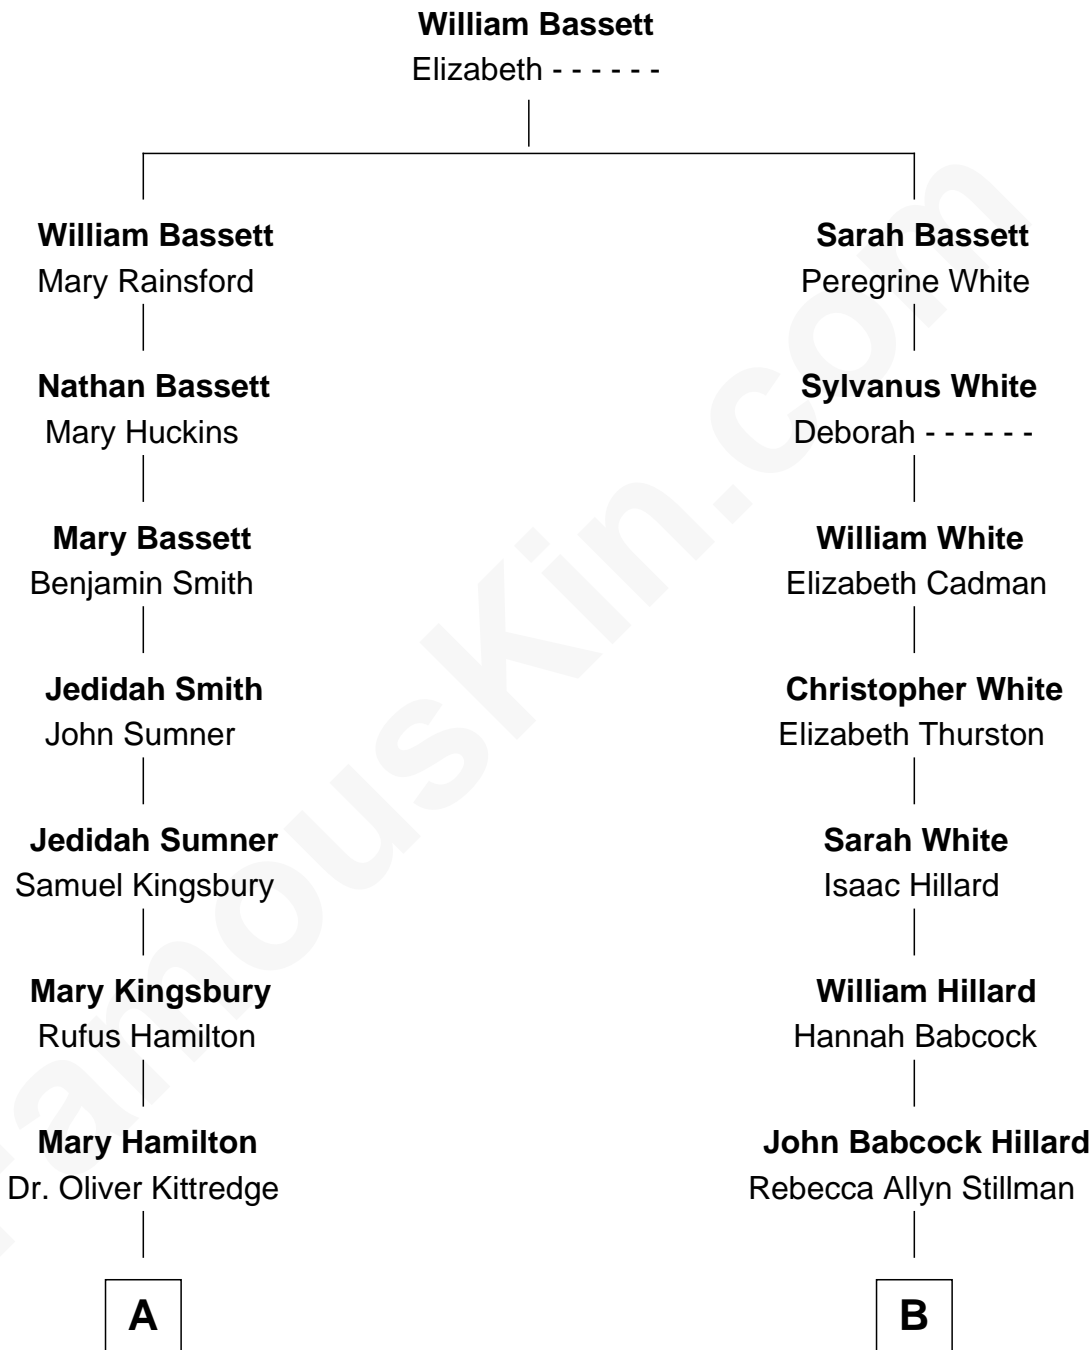 William Bassett
Elizabeth - - - - - -
William Bassett
Mary Rainsford
Sarah Bassett
Peregrine White
Nathan Bassett
Mary Huckins
Sylvanus White
Deborah - - - - - -
Mary Bassett
Benjamin Smith
William White
Elizabeth Cadman
Jedidah Smith
John Sumner
Christopher White
Elizabeth Thurston
Jedidah Sumner
Samuel Kingsbury
Sarah White
Isaac Hillard
Mary Kingsbury
Rufus Hamilton
William Hillard
Hannah Babcock
Mary Hamilton
Dr. Oliver Kittredge
John Babcock Hillard
Rebecca Allyn Stillman
A
B
FamousKin.com